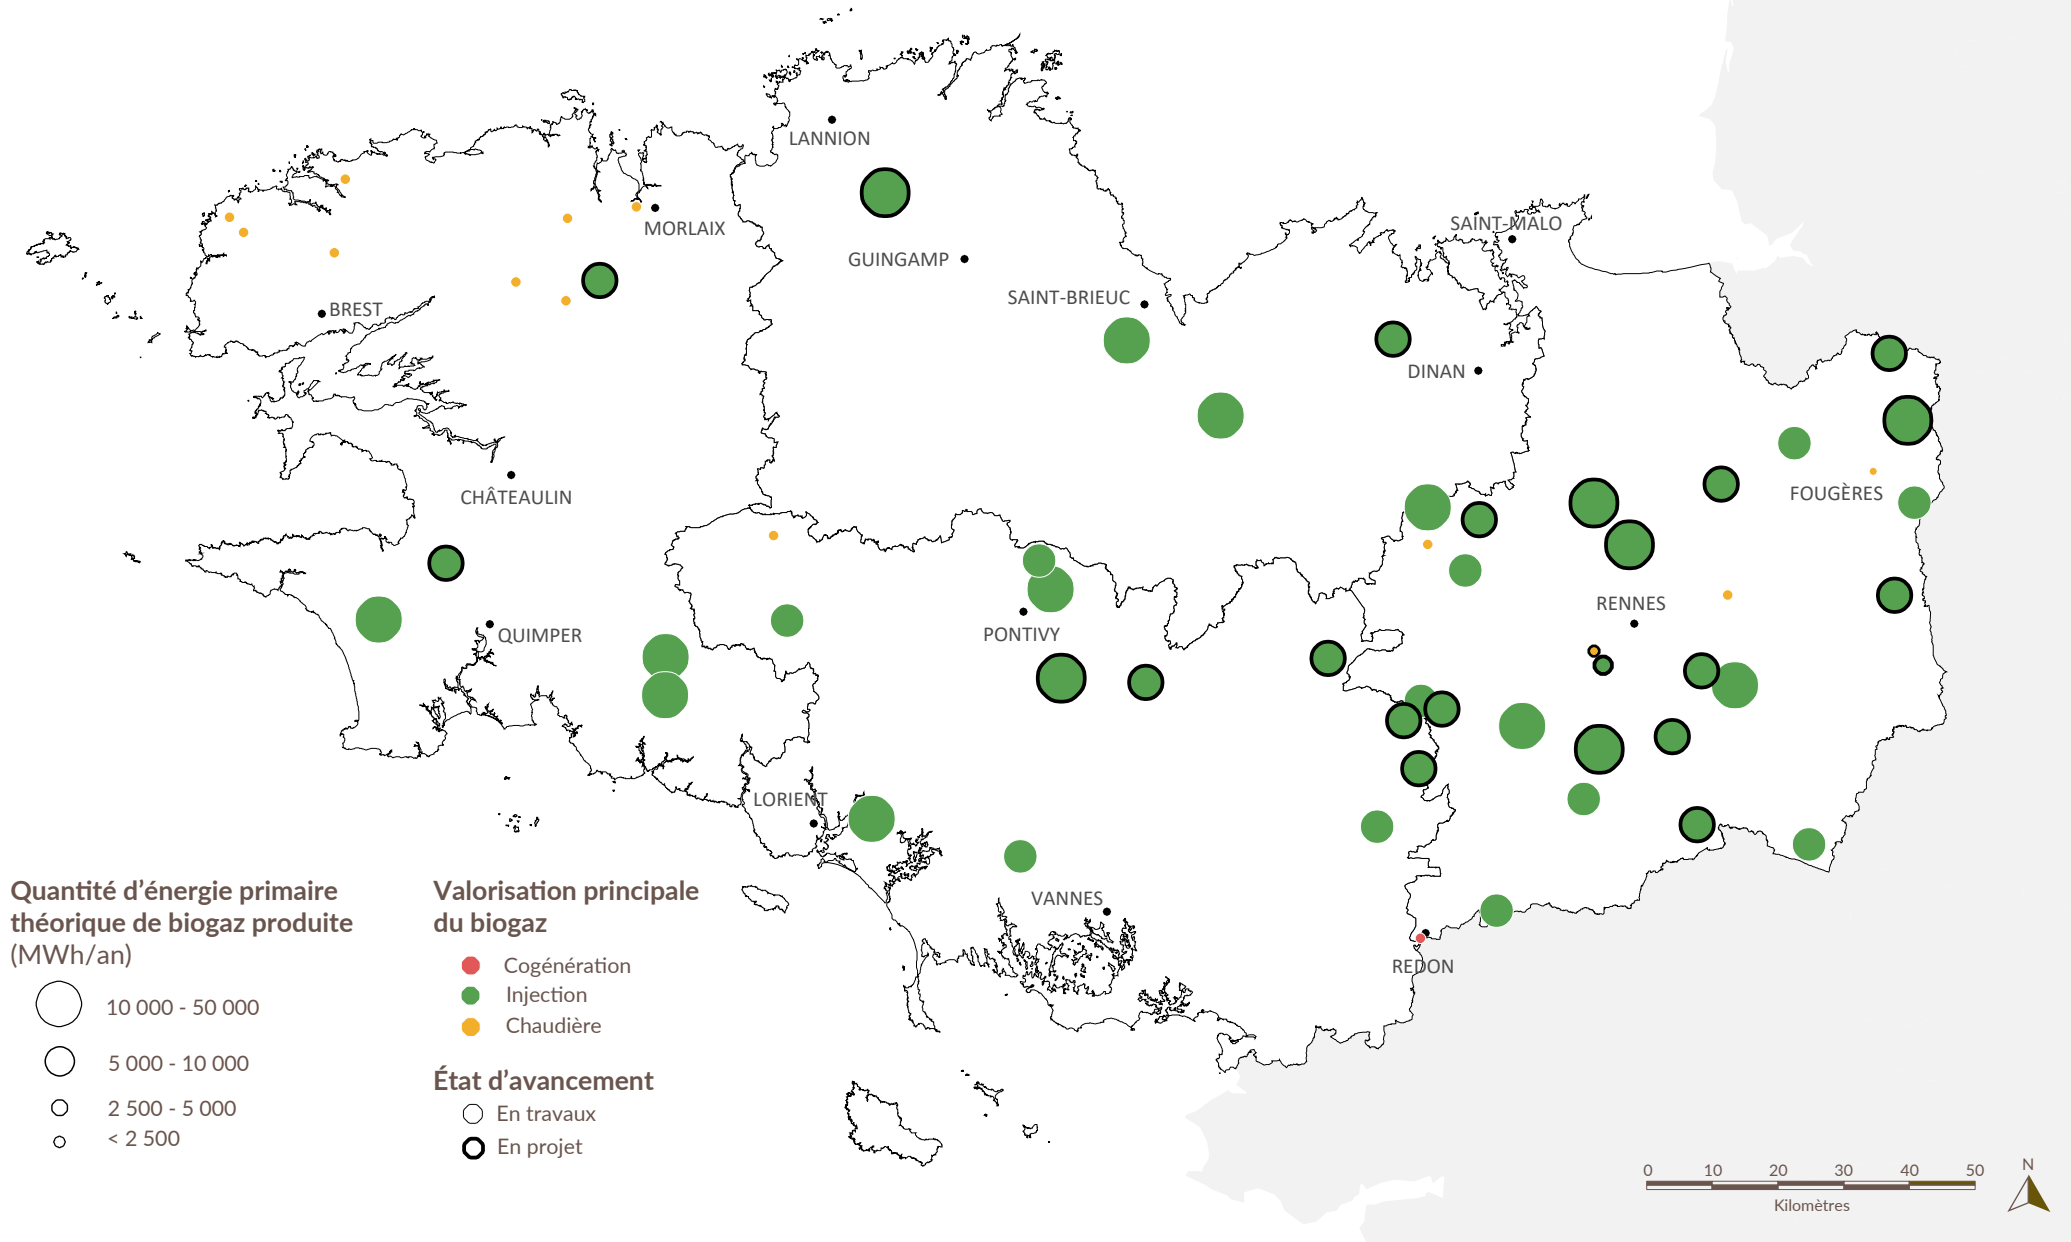 LANNION
MORLAIX
GUINGAMP
SAINT-MALO
SAINT-BRIEUC
BREST
DINAN
CHÂTEAULIN
FOUGÈRES
RENNES
QUIMPER
PONTIVY
LORIENT
VANNES
REDON
Quantité d’énergie primaire
théorique de biogaz produite
(MWh/an)
10 000 - 50 000
5 000 - 10 000
2 500 - 5 000
< 2 500
Valorisation principale
du biogaz
Cogénération
Injection
Chaudière
État d’avancement
En travaux
En projet
0 10 20 30 40 50
Kilomètres
N